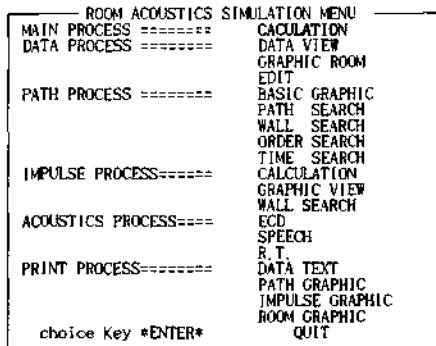 ROOM ACOUSTICS SIMULATION MENU
MAIN PROCESS ======== CACULATION
DATA PROCESS ======== DATA VIEW
GRAPHIC ROOM
EDIT
PATH PROCESS ======== BASIC GRAPHIC
PATH SEARCH
WALL SEARCH
ORDER SEARCH
TIME SEARCH
IMPULSE PROCESS====== CALCULATION
GRAPHIC VIEW
WALL SEARCH
ACOUSTICS PROCESS==== ECD
SPEECH
R.T.
PRINT PROCESS======== DATA TEXT
PATH GRAPHIC
IMPULSE GRAPHIC
ROOM GRAPHIC
choice Key *ENTER* QUIT